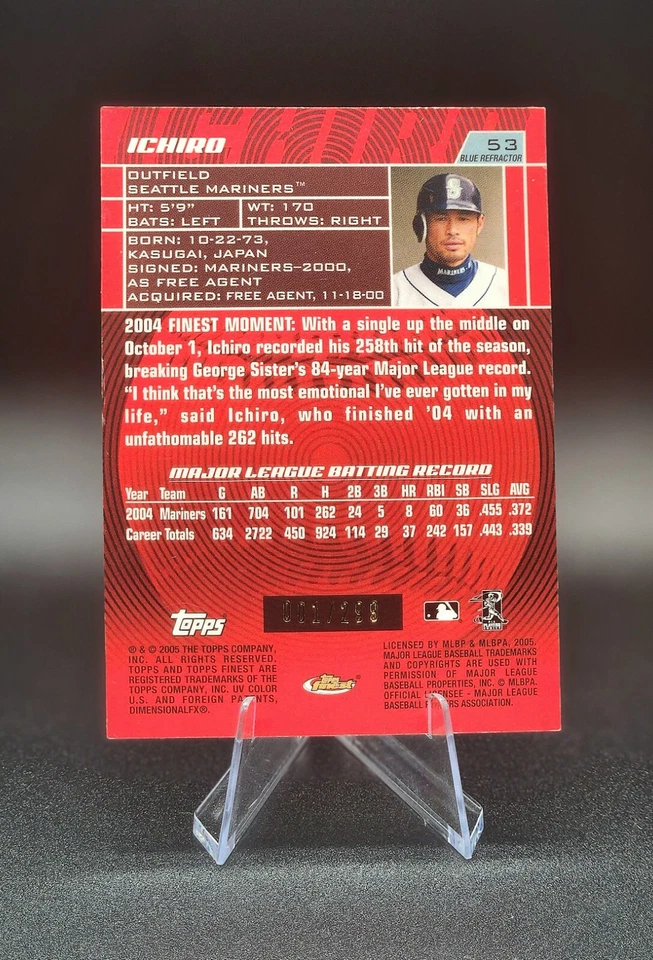 ICHIRO
53
BLUE REFRACTOR
OUTFIELD
SEATTLE MARINERS™
HT: 5'9" WT: 170
BATS: LEFT THROWS: RIGHT
BORN: 10-22-73,
KASUGAI, JAPAN
SIGNED: MARINERS-2000,
AS FREE AGENT
ACQUIRED: FREE AGENT, 11-18-00
MARINERS
2004 FINEST MOMENT: With a single up the middle on
October 1, Ichiro recorded his 258th hit of the season,
breaking George Sister's 84-year Major League record.
"I think that's the most emotional I've ever gotten in my
life," said Ichiro, who finished '04 with an
unfathomable 262 hits.
MAJOR LEAGUE BATTING RECORD
Year Team G AB R H 2B 3B HR RBI SB SLG AVG
2004 Mariners 161 704 101 262 24 5 8 60 36 .455 .372
Career Totals 634 2722 450 924 114 29 37 242 157 .443 .339
001/299
Topps
® & © 2005 THE TOPPS COMPANY,
INC. ALL RIGHTS RESERVED.
TOPPS AND TOPPS FINEST ARE
REGISTERED TRADEMARKS OF THE
TOPPS COMPANY, INC. UV COLOR
U.S. AND FOREIGN PATENTS,
DIMENSIONALFX®.
Topps
finest®
LICENSED BY MLBP & MLBPA, 2005.
MAJOR LEAGUE BASEBALL TRADEMARKS
AND COPYRIGHTS ARE USED WITH
PERMISSION OF MAJOR LEAGUE
BASEBALL PROPERTIES, INC. © MLBPA.
OFFICIAL LICENSEE - MAJOR LEAGUE
BASEBALL PLAYERS ASSOCIATION.